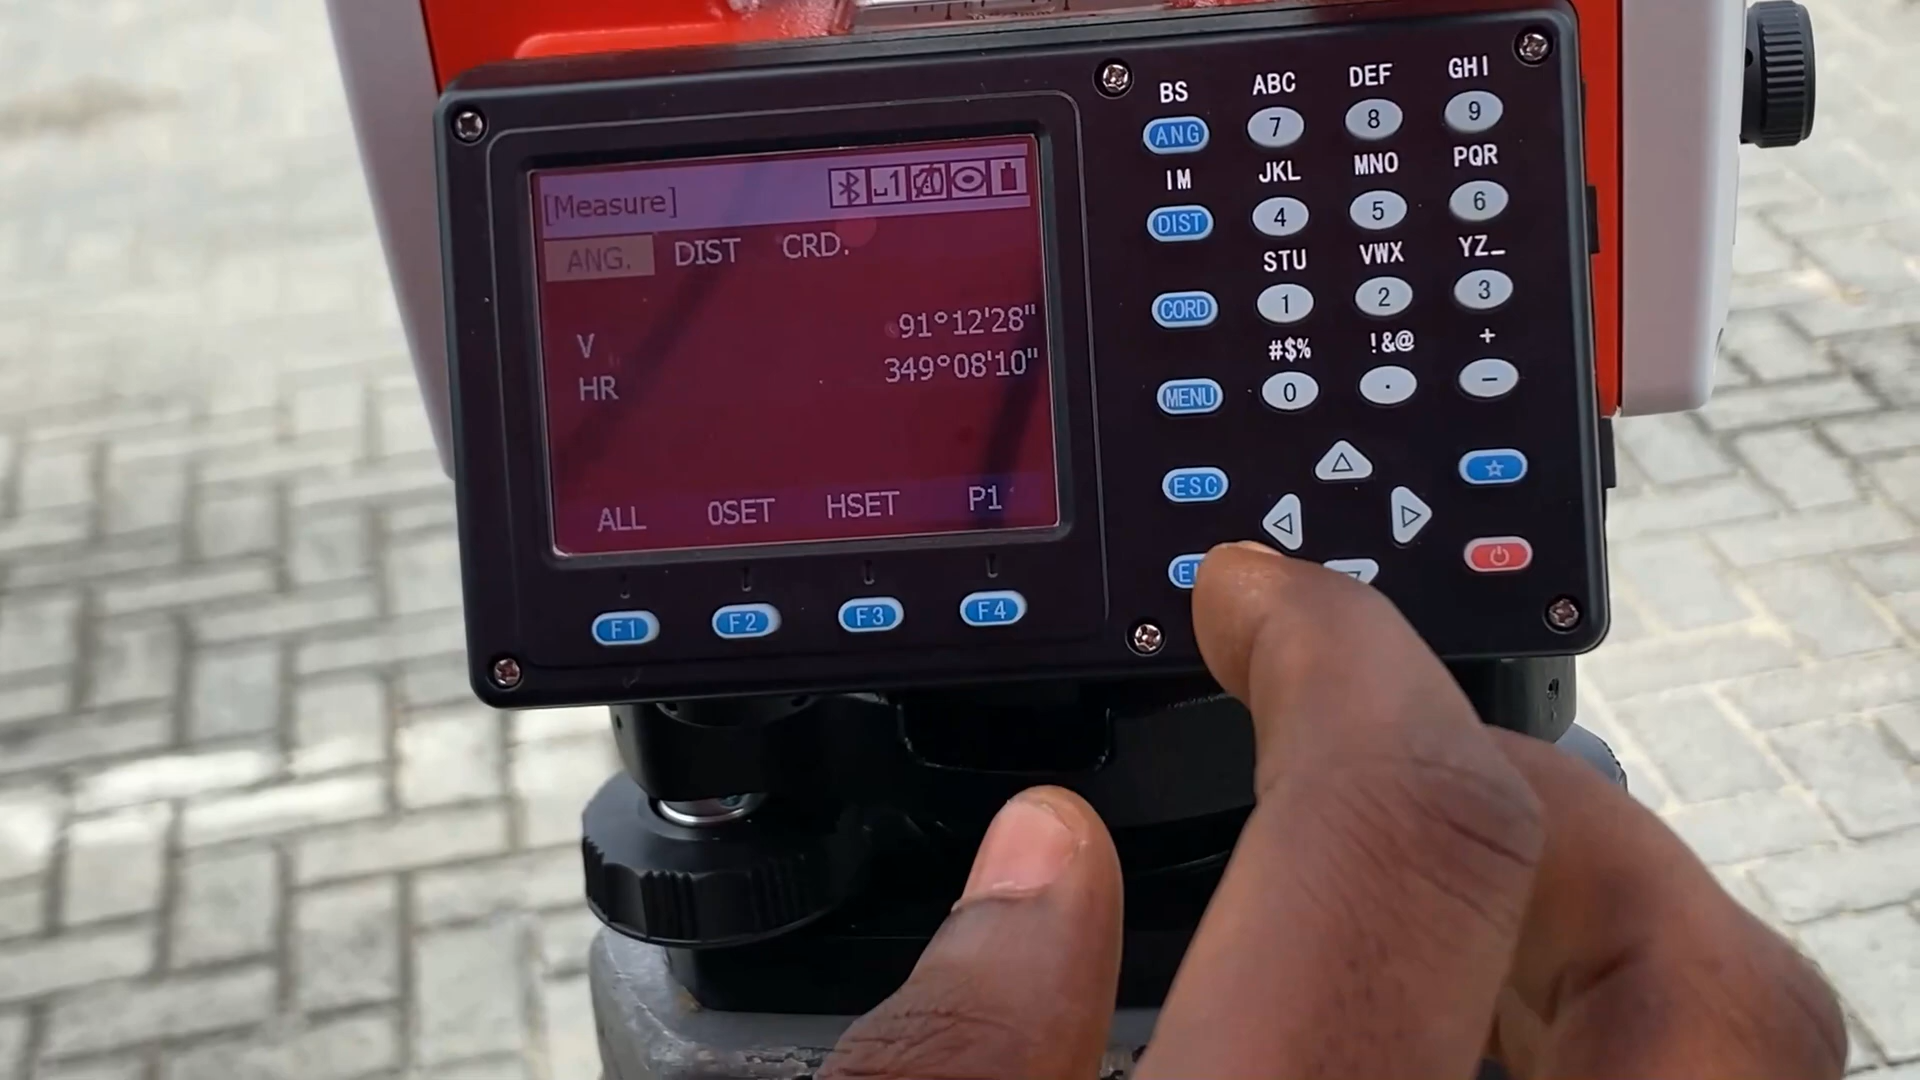 [Measure]
ANG. DIST CRD.
V 91°12'28"
HR 349°08'10"
ALL 0SET HSET P1
F1 F2 F3 F4
BS ABC DEF GHI
ANG 7 8 9
IM JKL MNO PQR
DIST 4 5 6
STU VWX YZ_
CORD 1 2 3
#$% !&@ +
MENU 0 . -
ESC